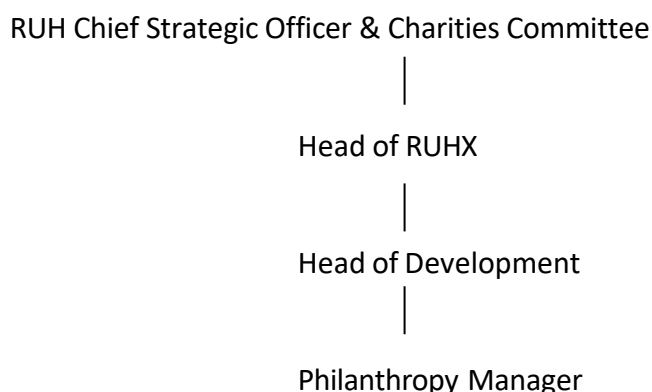 RUH Chief Strategic Officer & Charities Committee
Head of RUHX
Head of Development
Philanthropy Manager